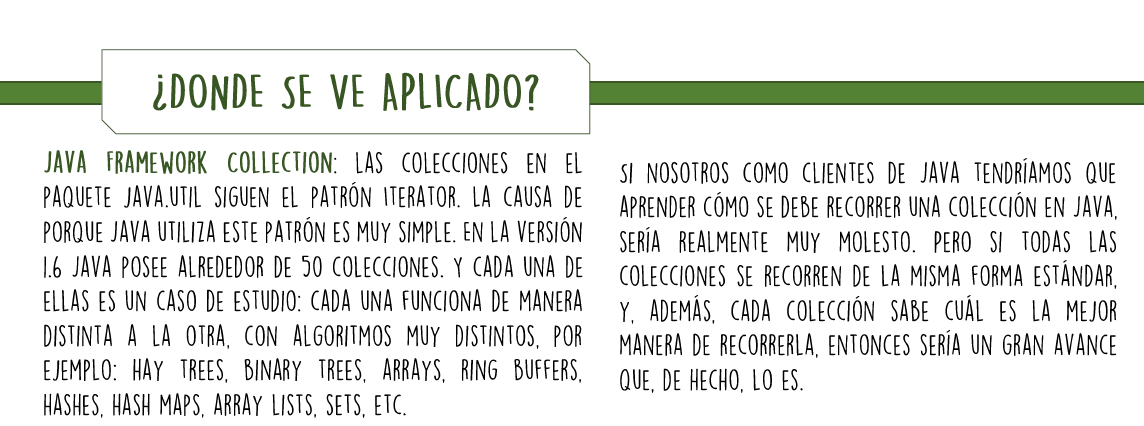 ¿DONDE SE VE APLICADO?
JAVA FRAMEWORK COLLECTION: LAS COLECCIONES EN EL
PAQUETE JAVA.UTIL SIGUEN EL PATRÓN ITERATOR. LA CAUSA DE
PORQUE JAVA UTILIZA ESTE PATRÓN ES MUY SIMPLE. EN LA VERSIÓN
1.6 JAVA POSEE ALREDEDOR DE 50 COLECCIONES. Y CADA UNA DE
ELLAS ES UN CASO DE ESTUDIO: CADA UNA FUNCIONA DE MANERA
DISTINTA A LA OTRA, CON ALGORITMOS MUY DISTINTOS, POR
EJEMPLO: HAY TREES, BINARY TREES, ARRAYS, RING BUFFERS,
HASHES, HASH MAPS, ARRAY LISTS, SETS, ETC.
SI NOSOTROS COMO CLIENTES DE JAVA TENDRÍAMOS QUE
APRENDER CÓMO SE DEBE RECORRER UNA COLECCIÓN EN JAVA,
SERÍA REALMENTE MUY MOLESTO. PERO SI TODAS LAS
COLECCIONES SE RECORREN DE LA MISMA FORMA ESTÁNDAR,
Y, ADEMÁS, CADA COLECCIÓN SABE CUÁL ES LA MEJOR
MANERA DE RECORRERLA, ENTONCES SERÍA UN GRAN AVANCE
QUE, DE HECHO, LO ES.